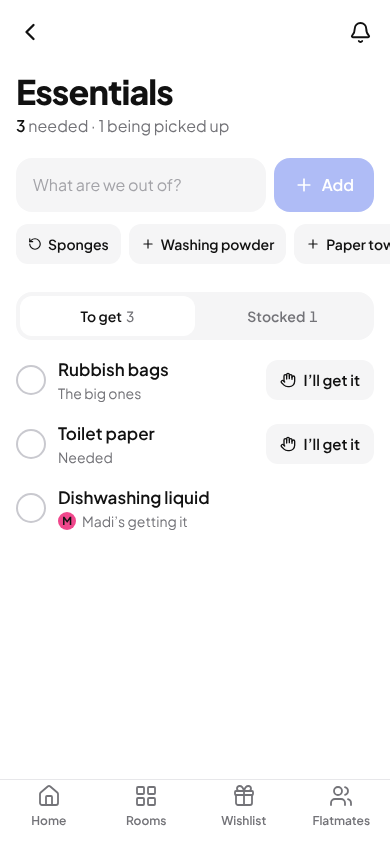 Essentials
3 needed · 1 being picked up
What are we out of?
Add
Sponges
Washing powder
Paper tow
To get 3
Stocked 1
Rubbish bags
The big ones
I'll get it
Toilet paper
Needed
I'll get it
Dishwashing liquid
M Madi's getting it
Home
Rooms
Wishlist
Flatmates